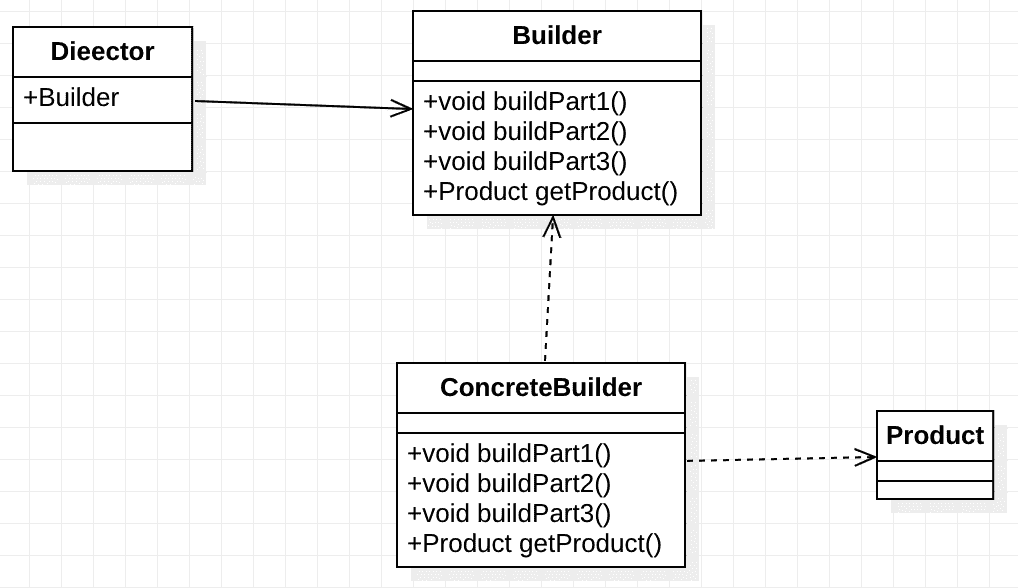 Dieector
+Builder
Builder
+void buildPart1()
+void buildPart2()
+void buildPart3()
+Product getProduct()
ConcreteBuilder
+void buildPart1()
+void buildPart2()
+void buildPart3()
+Product getProduct()
Product